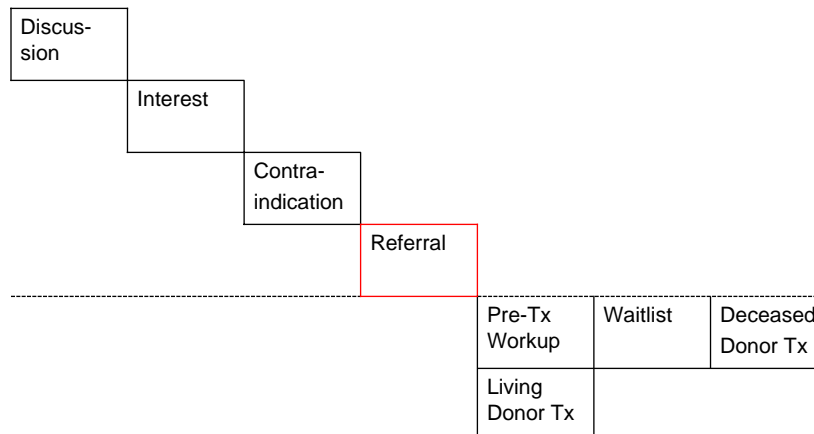 Discus-
sion
Interest
Contra-
indication
Referral
Pre-Tx
Workup
Waitlist
Deceased
Donor Tx
Living
Donor Tx